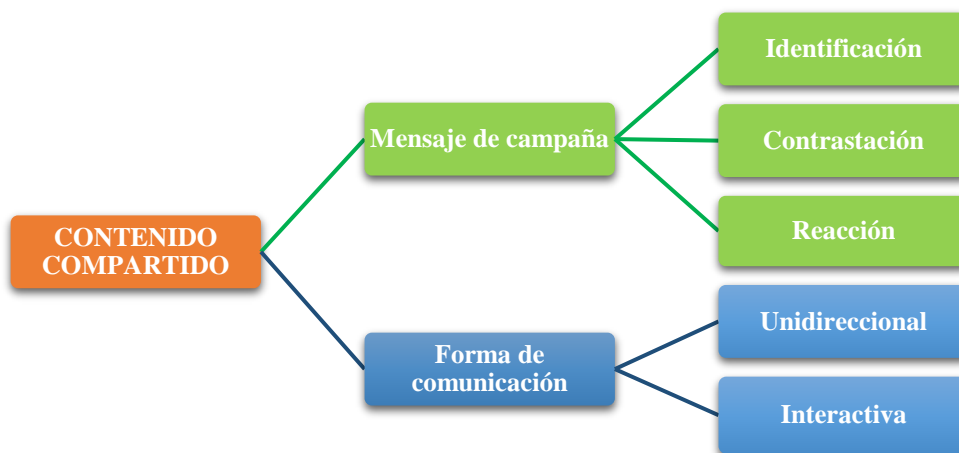 CONTENIDO
COMPARTIDO
Mensaje de campaña
Identificación
Contrastación
Reacción
Forma de
comunicación
Unidireccional
Interactiva